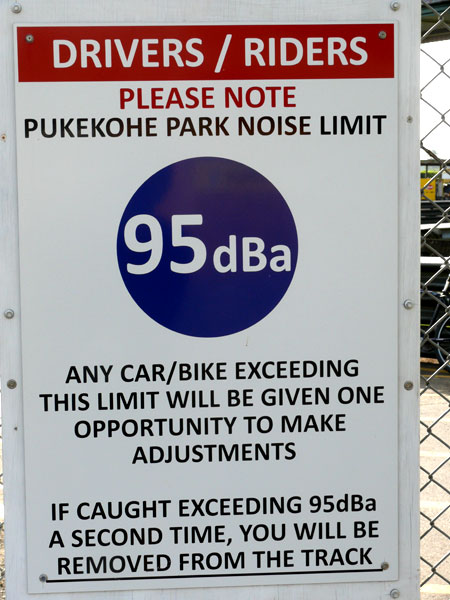 DRIVERS / RIDERS
PLEASE NOTE
PUKEKOHE PARK NOISE LIMIT
95dBa
ANY CAR/BIKE EXCEEDING
THIS LIMIT WILL BE GIVEN ONE
OPPORTUNITY TO MAKE
ADJUSTMENTS
IF CAUGHT EXCEEDING 95dBa
A SECOND TIME, YOU WILL BE
REMOVED FROM THE TRACK